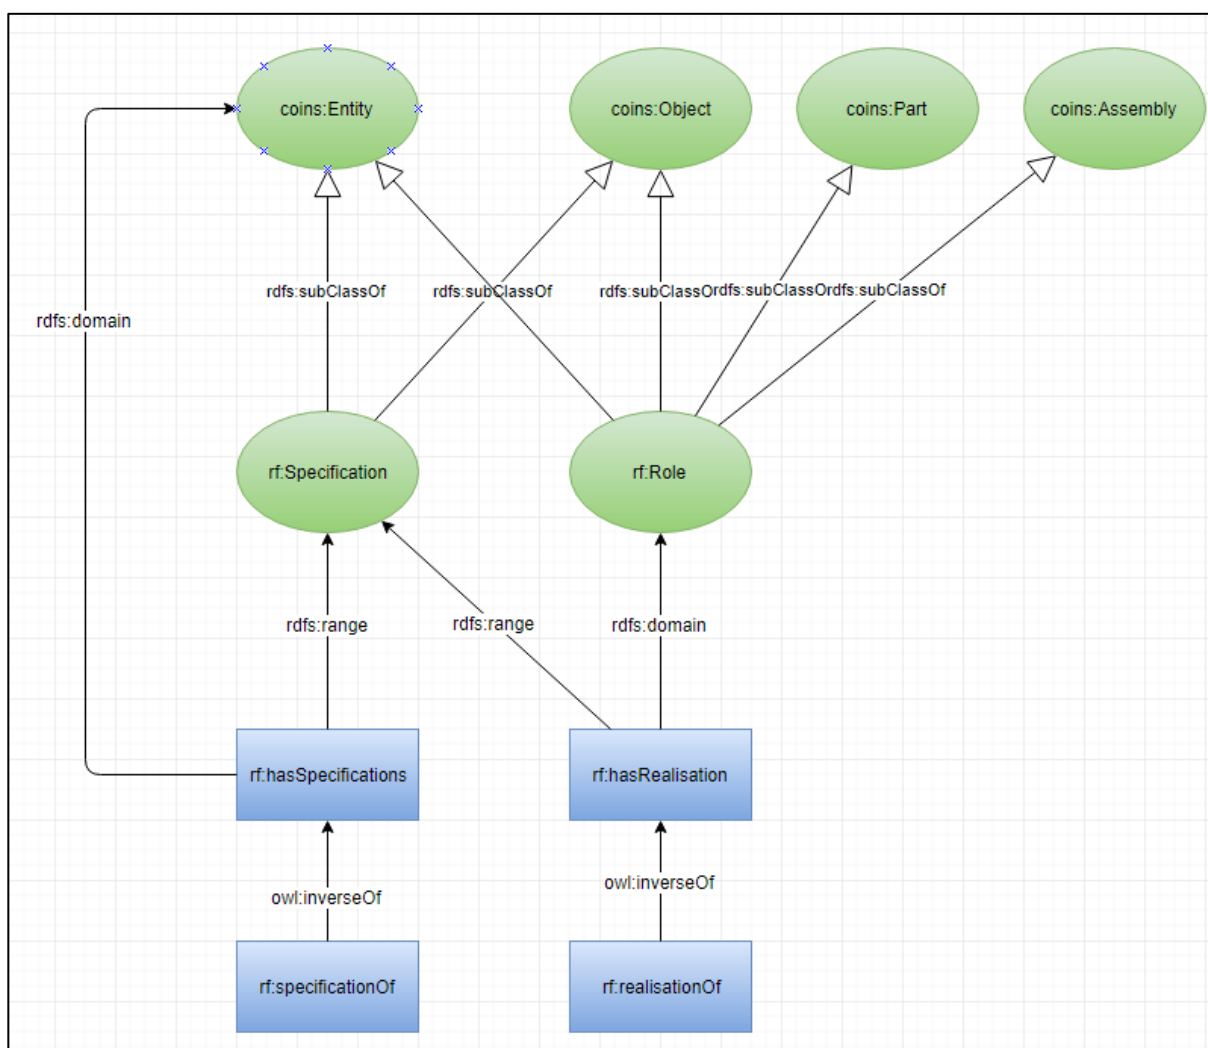 coins:Entity
coins:Object
coins:Part
coins:Assembly
rdfs:subClassOf
rdfs:subClassOf
rdfs:subClassOrdfs:subClassOrdfs:subClassOf
rdfs:domain
rf:Specification
rf:Role
rdfs:range
rdfs:range
rdfs:domain
rf:hasSpecifications
rf:hasRealisation
owl:inverseOf
owl:inverseOf
rf:specificationOf
rf:realisationOf